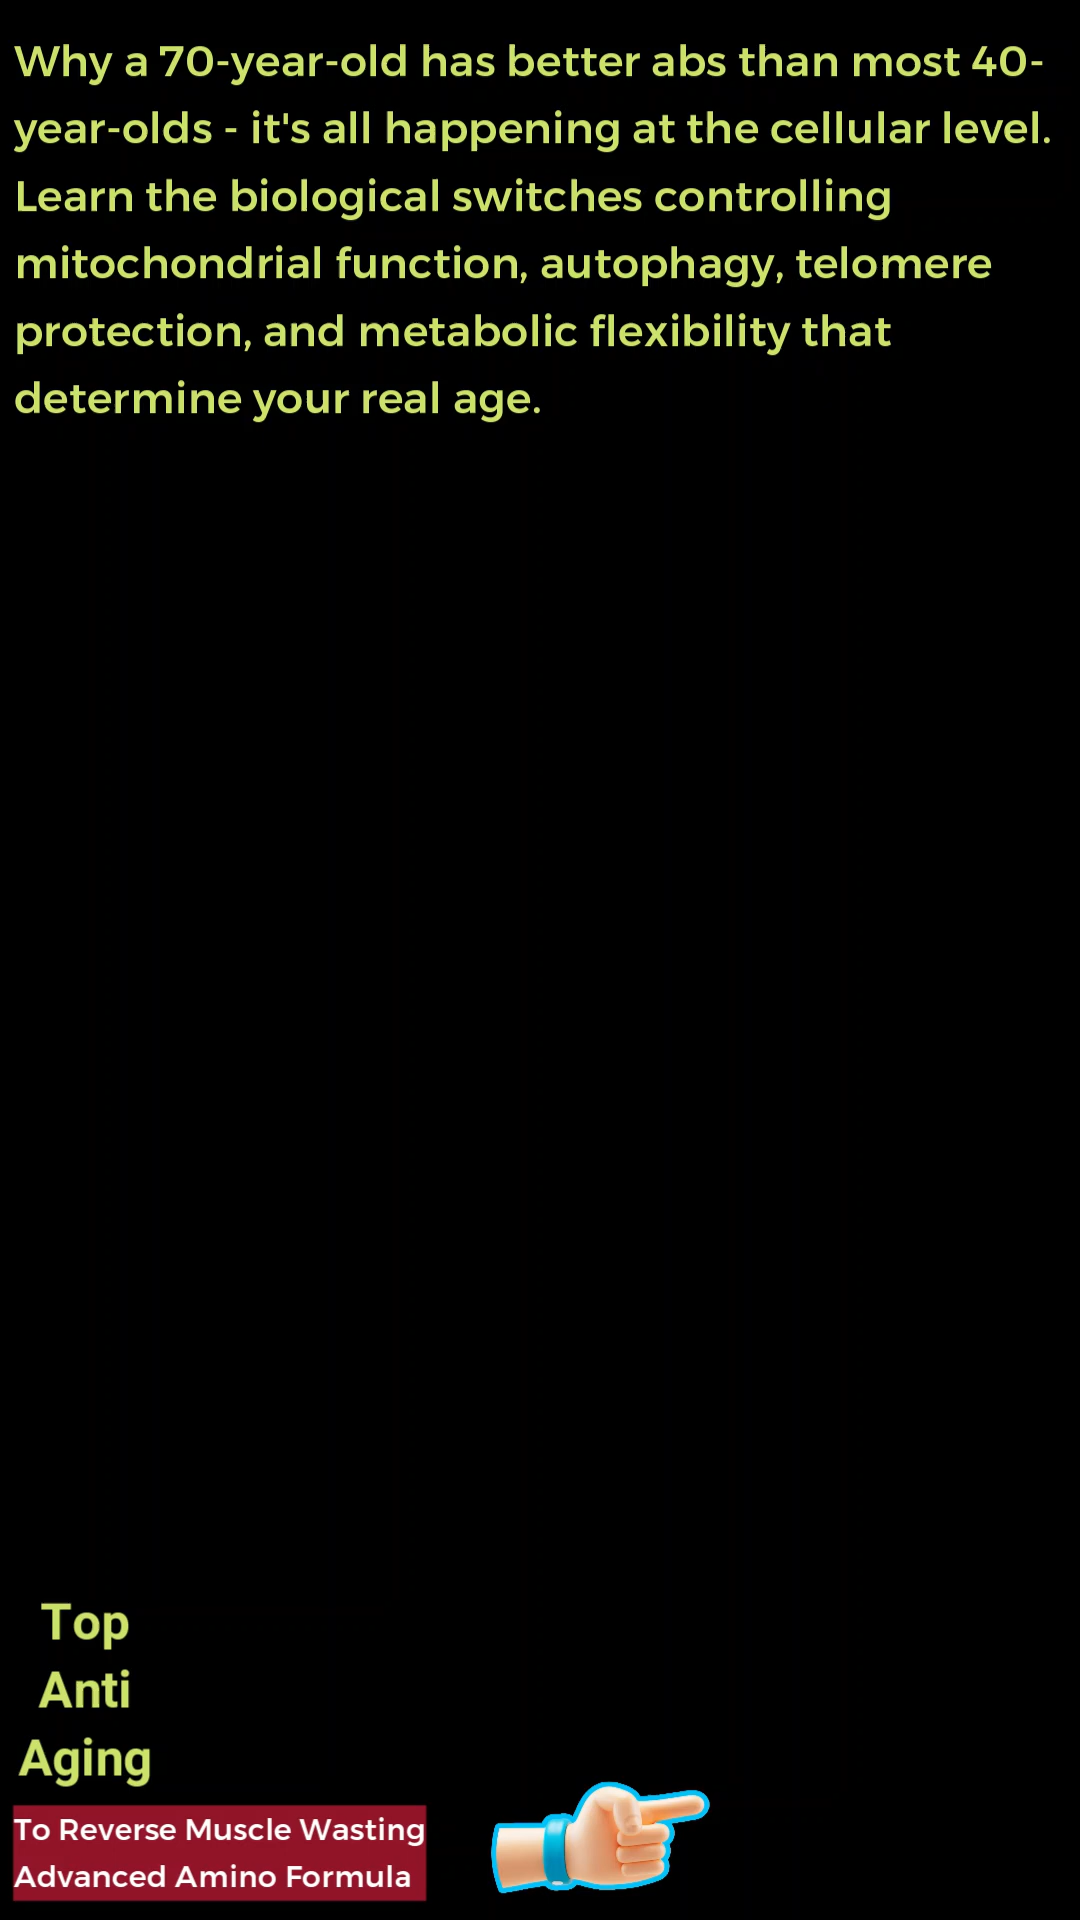 Why a 70-year-old has better abs than most 40-
year-olds - it's all happening at the cellular level.
Learn the biological switches controlling
mitochondrial function, autophagy, telomere
protection, and metabolic flexibility that
determine your real age.
Top
Anti
Aging
To Reverse Muscle Wasting
Advanced Amino Formula